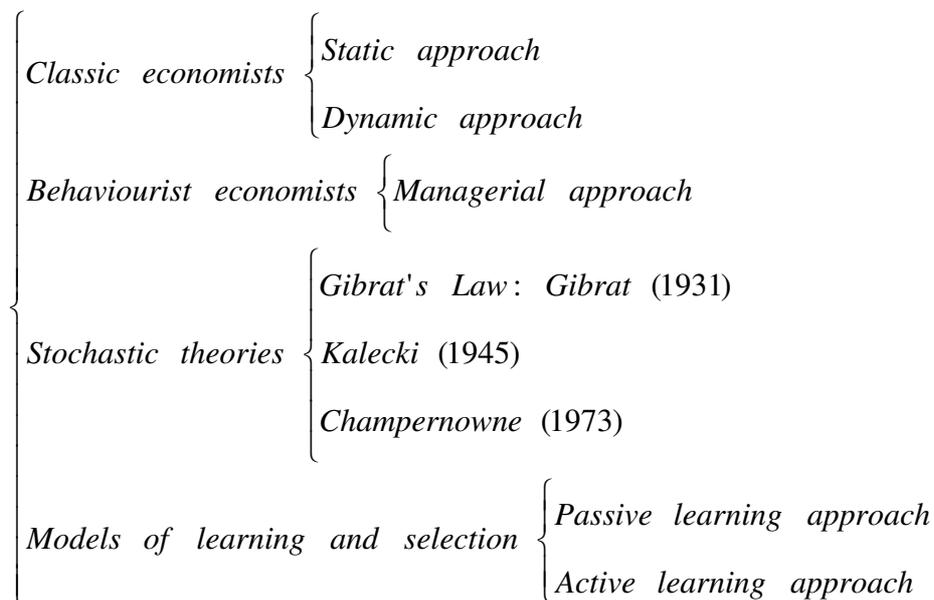 Classic economists
Static approach
Dynamic approach
Behaviourist economists
Managerial approach
Stochastic theories
Gibrat's Law: Gibrat (1931)
Kalecki (1945)
Champernowne (1973)
Models of learning and selection
Passive learning approach
Active learning approach